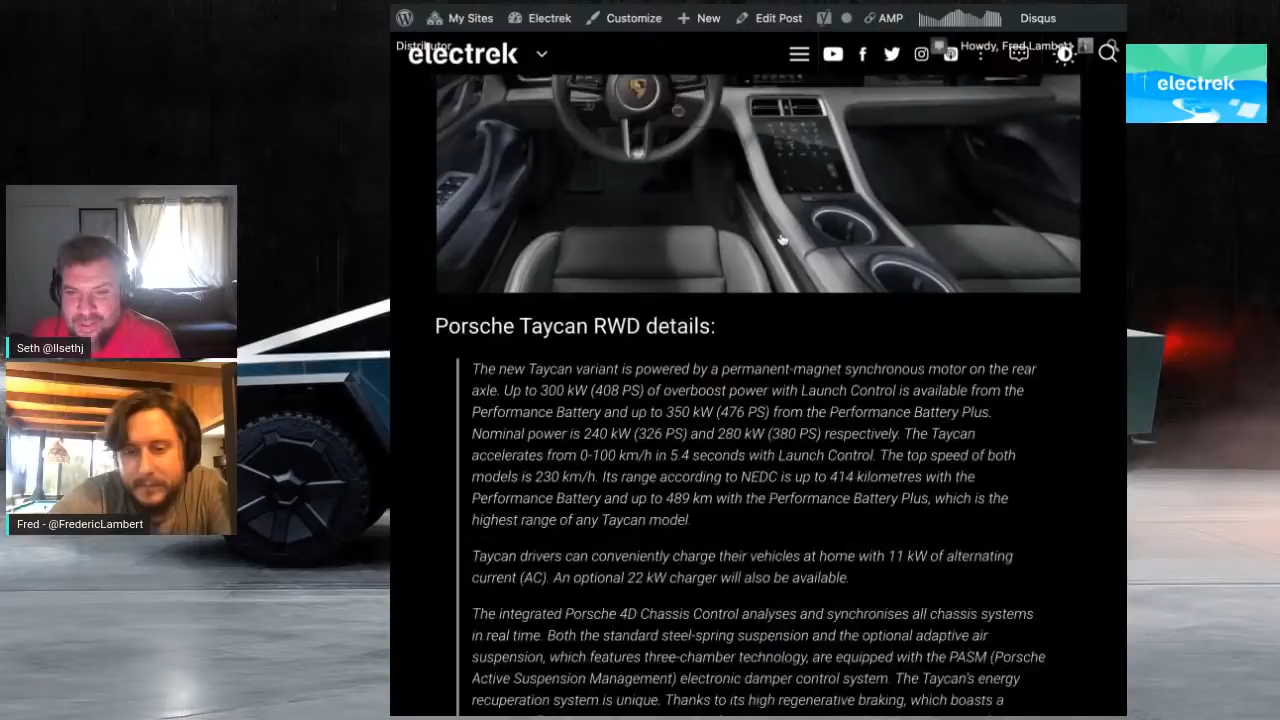 My Sites Electrek Customize New Edit Post AMP Disqus
Distributor
electrek
Howdy, Fred Lambert
electrek
Porsche Taycan RWD details:
The new Taycan variant is powered by a permanent-magnet synchronous motor on the rear
axle. Up to 300 kW (408 PS) of overboost power with Launch Control is available from the
Performance Battery and up to 350 kW (476 PS) from the Performance Battery Plus.
Nominal power is 240 kW (326 PS) and 280 kW (380 PS) respectively. The Taycan
accelerates from 0-100 km/h in 5.4 seconds with Launch Control. The top speed of both
models is 230 km/h. Its range according to NEDC is up to 414 kilometres with the
Performance Battery and up to 489 km with the Performance Battery Plus, which is the
highest range of any Taycan model.
Taycan drivers can conveniently charge their vehicles at home with 11 kW of alternating
current (AC). An optional 22 kW charger will also be available.
The integrated Porsche 4D Chassis Control analyses and synchronises all chassis systems
in real time. Both the standard steel-spring suspension and the optional adaptive air
suspension, which features three-chamber technology, are equipped with the PASM (Porsche
Active Suspension Management) electronic damper control system. The Taycan's energy
recuperation system is unique. Thanks to its high regenerative braking, which boasts a
Seth @llsethj
Fred - @FredericLambert